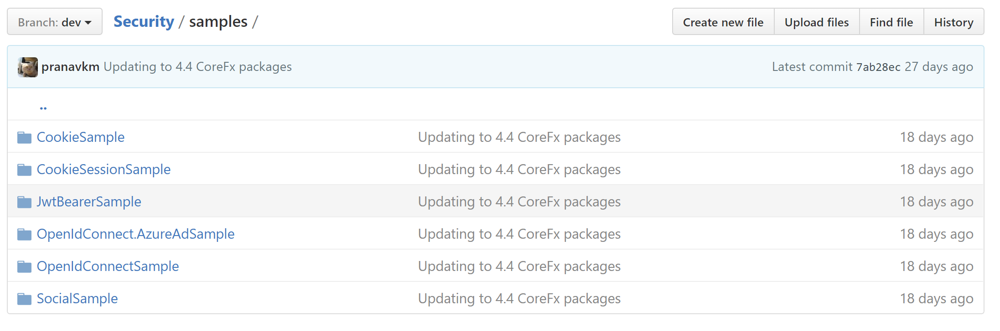 Branch: dev Security / samples / Create new file Upload files Find file History
pranavkm Updating to 4.4 CoreFx packages Latest commit 7ab28ec 27 days ago
..
CookieSample Updating to 4.4 CoreFx packages 18 days ago
CookieSessionSample Updating to 4.4 CoreFx packages 18 days ago
JwtBearerSample Updating to 4.4 CoreFx packages 18 days ago
OpenIdConnect.AzureAdSample Updating to 4.4 CoreFx packages 18 days ago
OpenIdConnectSample Updating to 4.4 CoreFx packages 18 days ago
SocialSample Updating to 4.4 CoreFx packages 18 days ago